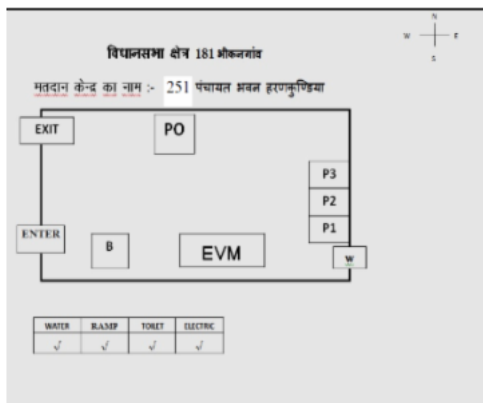 N
W E
S
विधानसभा क्षेत्र 181 भीकनगांव
मतदान केन्द्र का नाम :- 251 पंचायत भवन हरणकुण्डिया
EXIT
PO
P3
P2
P1
ENTER
B
EVM
w
WATER RAMP TOILET ELECTRIC
√ √ √ √